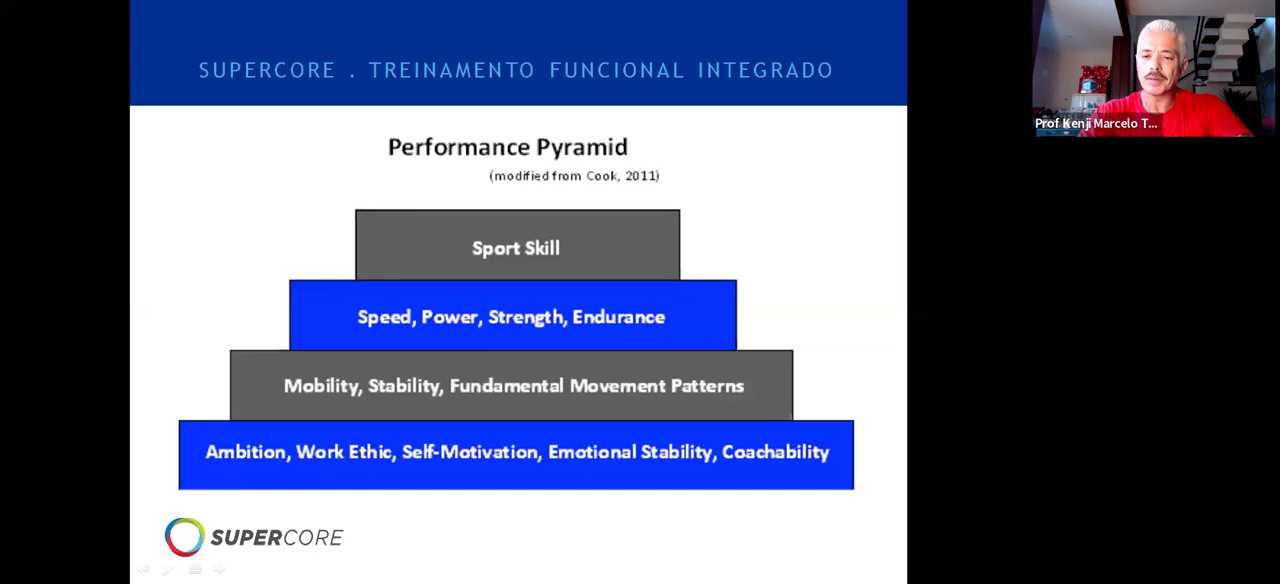 SUPERCORE . TREINAMENTO FUNCIONAL INTEGRADO
Prof Kenji Marcelo T...
Performance Pyramid
(modified from Cook, 2011)
Sport Skill
Speed, Power, Strength, Endurance
Mobility, Stability, Fundamental Movement Patterns
Ambition, Work Ethic, Self-Motivation, Emotional Stability, Coachability
SUPERCORE